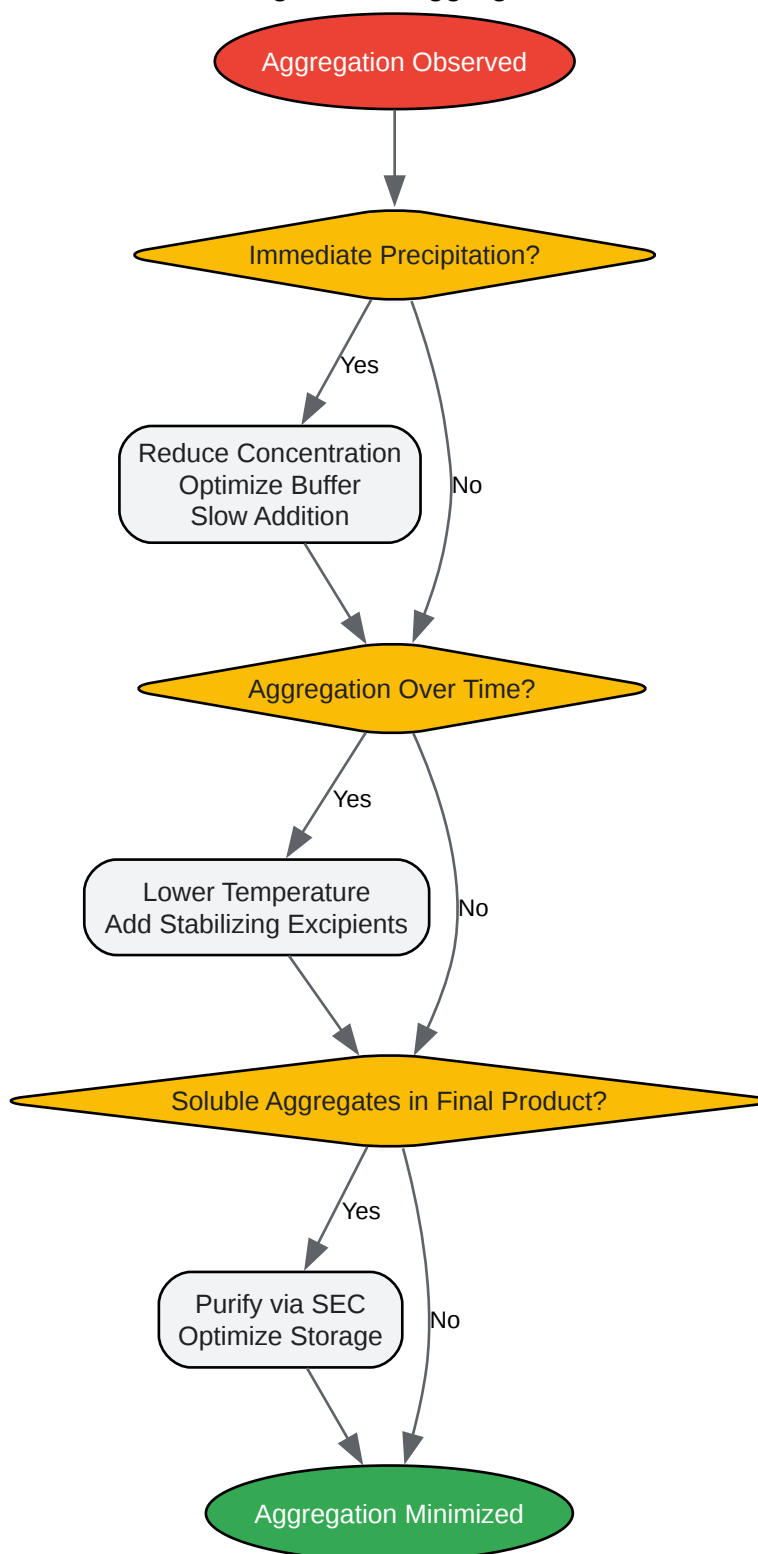 Aggregation Observed
Immediate Precipitation?
Yes
Reduce Concentration
Optimize Buffer
Slow Addition
No
Aggregation Over Time?
Yes
Lower Temperature
Add Stabilizing Excipients
No
Soluble Aggregates in Final Product?
Yes
Purify via SEC
Optimize Storage
No
Aggregation Minimized